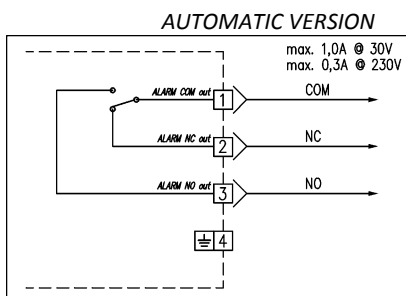 AUTOMATIC VERSION
max. 1,0A @ 30V
max. 0,3A @ 230V
ALARM COM out 1 COM
ALARM NC out 2 NC
ALARM NO out 3 NO
4